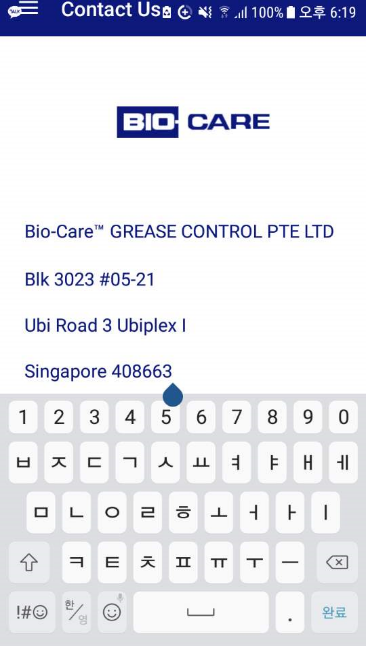 Contact Us
100%
오후 6:19
BIO-CARE
Bio-Care™ GREASE CONTROL PTE LTD
Blk 3023 #05-21
Ubi Road 3 Ubiplex I
Singapore 408663
1 2 3 4 5 6 7 8 9 0
ㅂ ㅈ ㄷ ㄱ ㅅ ㅛ ㅕ ㅑ ㅐ ㅔ
ㅁ ㄴ ㅇ ㄹ ㅎ ㅗ ㅓ ㅏ ㅣ
ㅋ ㅌ ㅊ ㅍ ㅠ ㅜ ㅡ
!#☺ 한/영 . 완료